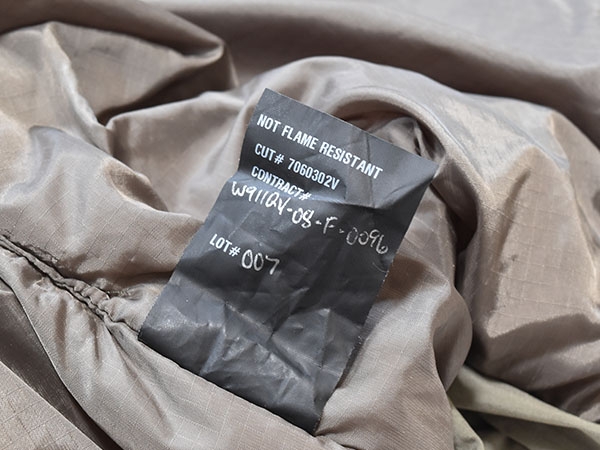 NOT FLAME RESISTANT
CUT# 7060302V
CONTRACT#
W911QY-08-F-0096
LOT# 007